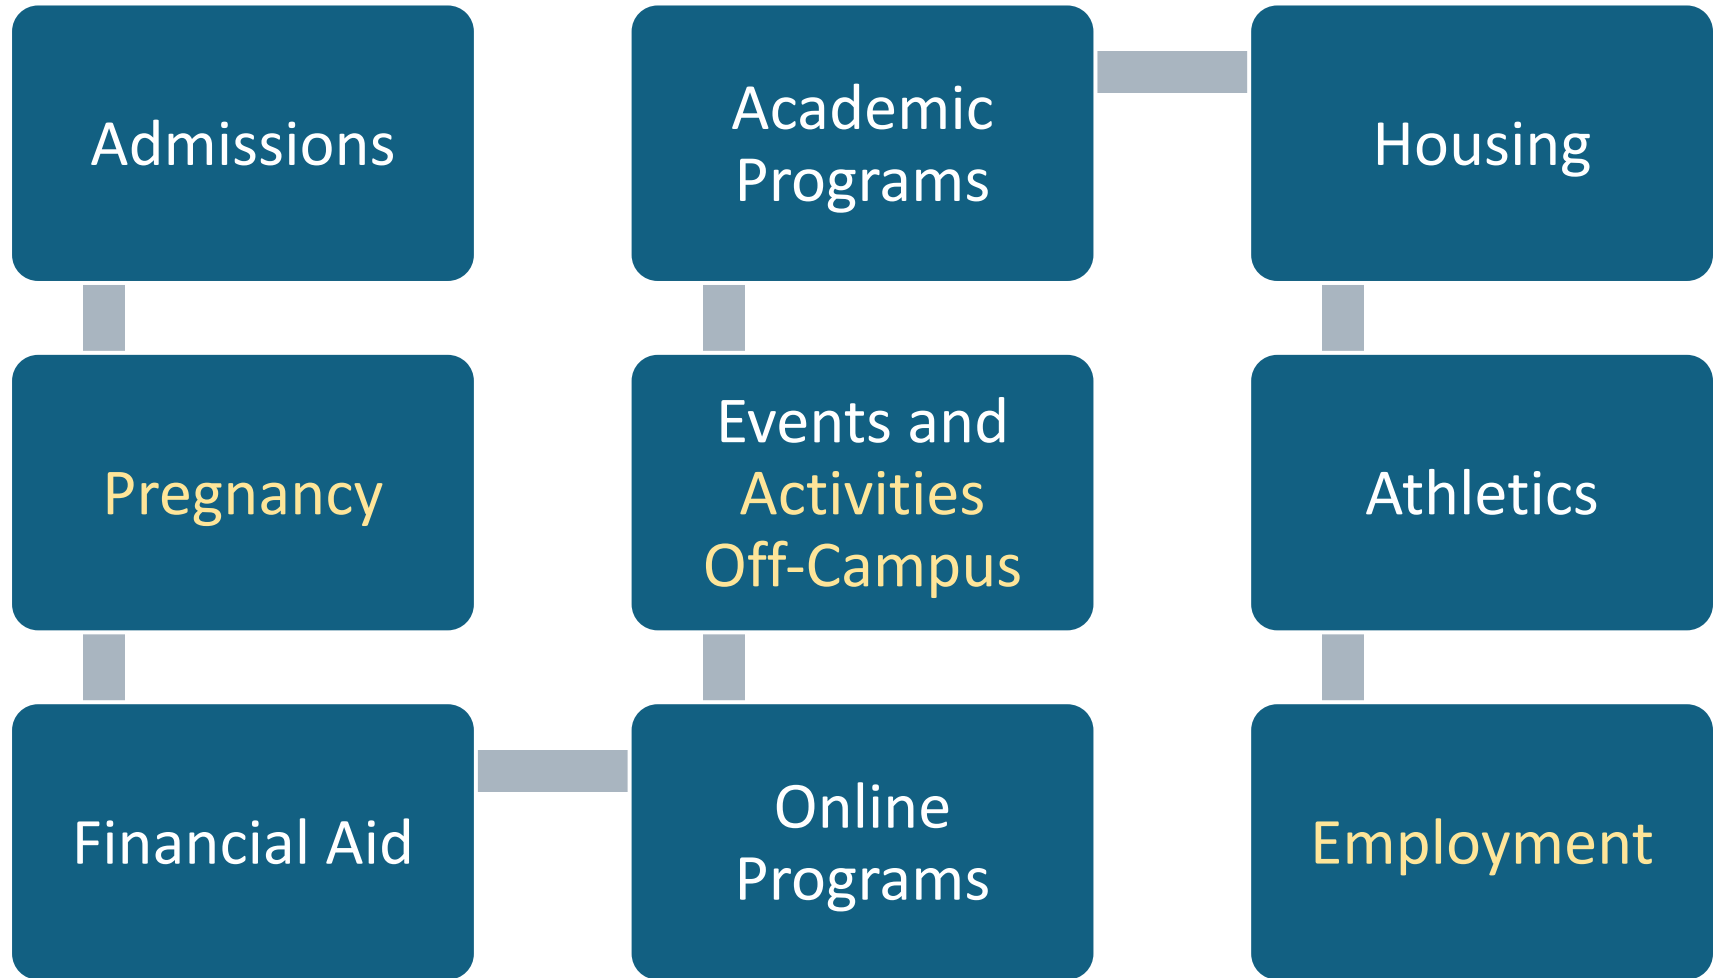 Admissions
Pregnancy
Financial Aid
Online
Programs
Events and
Activities
Off-Campus
Academic
Programs
Housing
Athletics
Employment